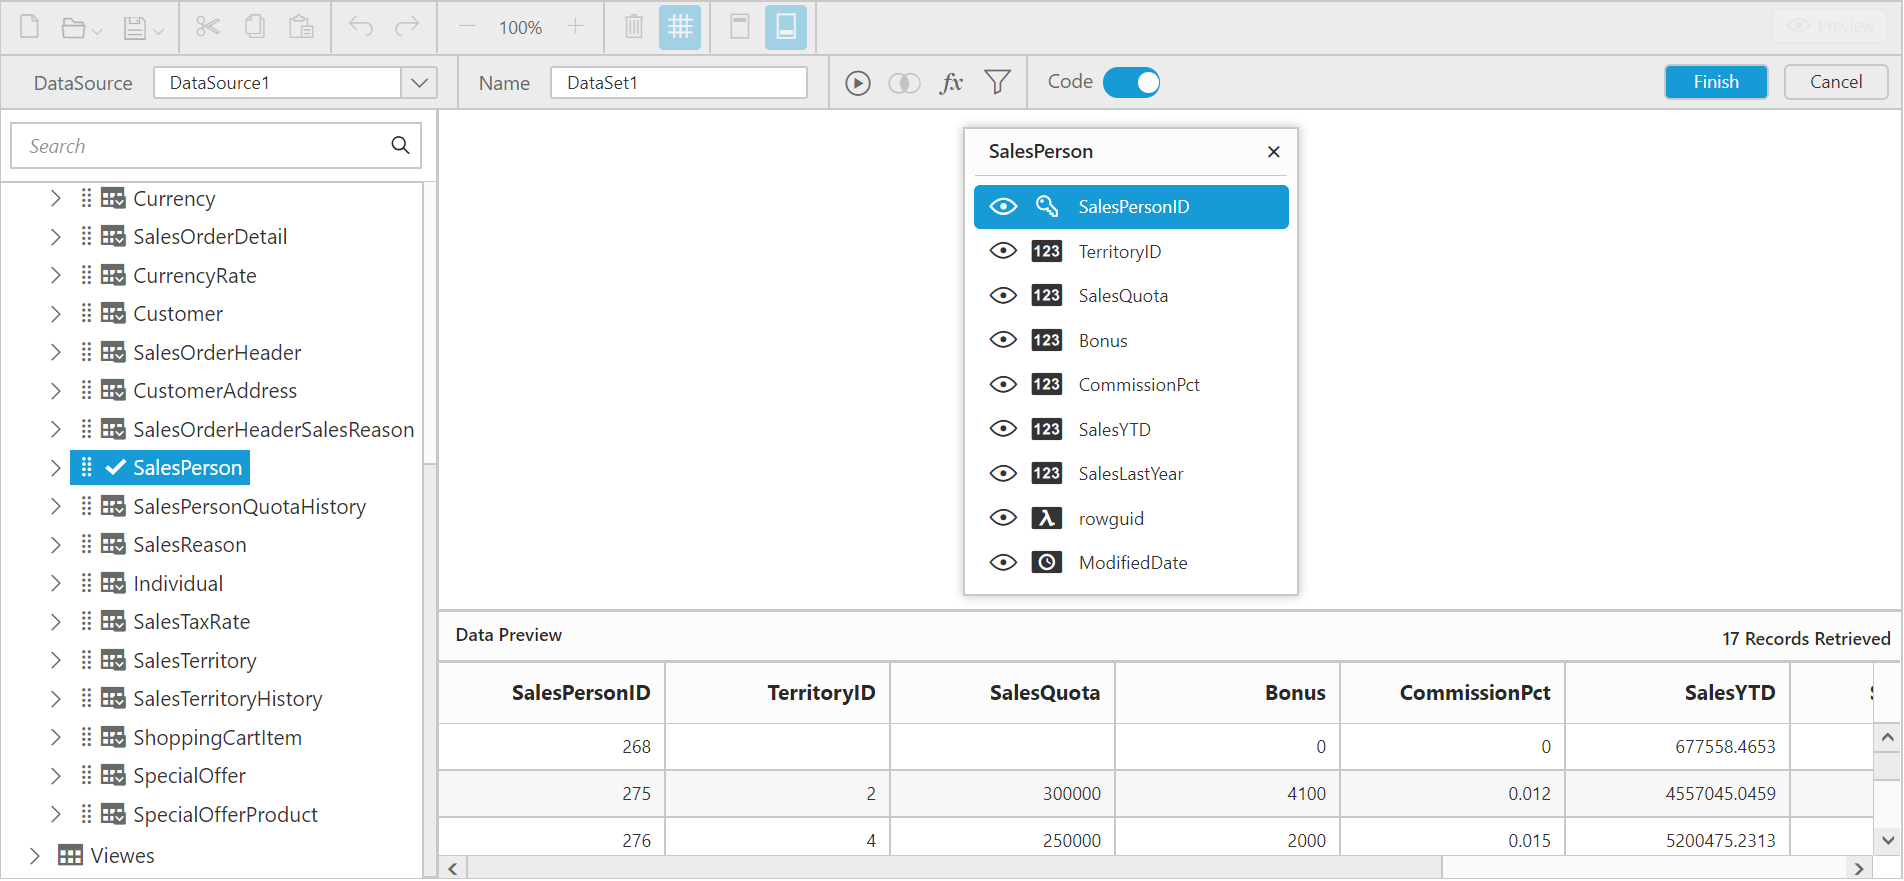 100%
Preview
DataSource
DataSource1
Name
DataSet1
fx
Code
Finish
Cancel
Search
Currency
SalesOrderDetail
CurrencyRate
Customer
SalesOrderHeader
CustomerAddress
SalesOrderHeaderSalesReason
SalesPerson
SalesPersonQuotaHistory
SalesReason
Individual
SalesTaxRate
SalesTerritory
SalesTerritoryHistory
ShoppingCartItem
SpecialOffer
SpecialOfferProduct
Viewes
SalesPerson
SalesPersonID
123 TerritoryID
123 SalesQuota
123 Bonus
123 CommissionPct
123 SalesYTD
123 SalesLastYear
λ rowguid
ModifiedDate
Data Preview
17 Records Retrieved
SalesPersonID TerritoryID SalesQuota Bonus CommissionPct SalesYTD
268 0 0 677558.4653
275 2 300000 4100 0.012 4557045.0459
276 4 250000 2000 0.015 5200475.2313